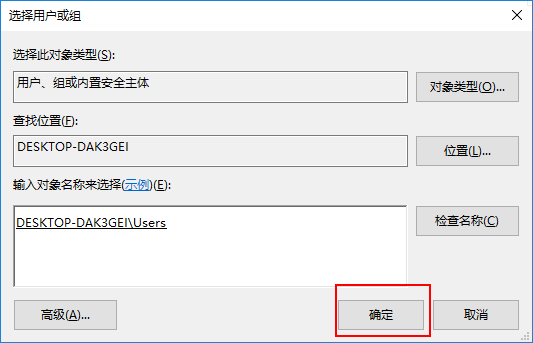 选择用户或组
选择此对象类型(S):
用户、组或内置安全主体
对象类型(O)...
查找位置(F):
DESKTOP-DAK3GEI
位置(L)...
输入对象名称来选择(示例)(E):
DESKTOP-DAK3GEI\Users
检查名称(C)
高级(A)...
确定
取消